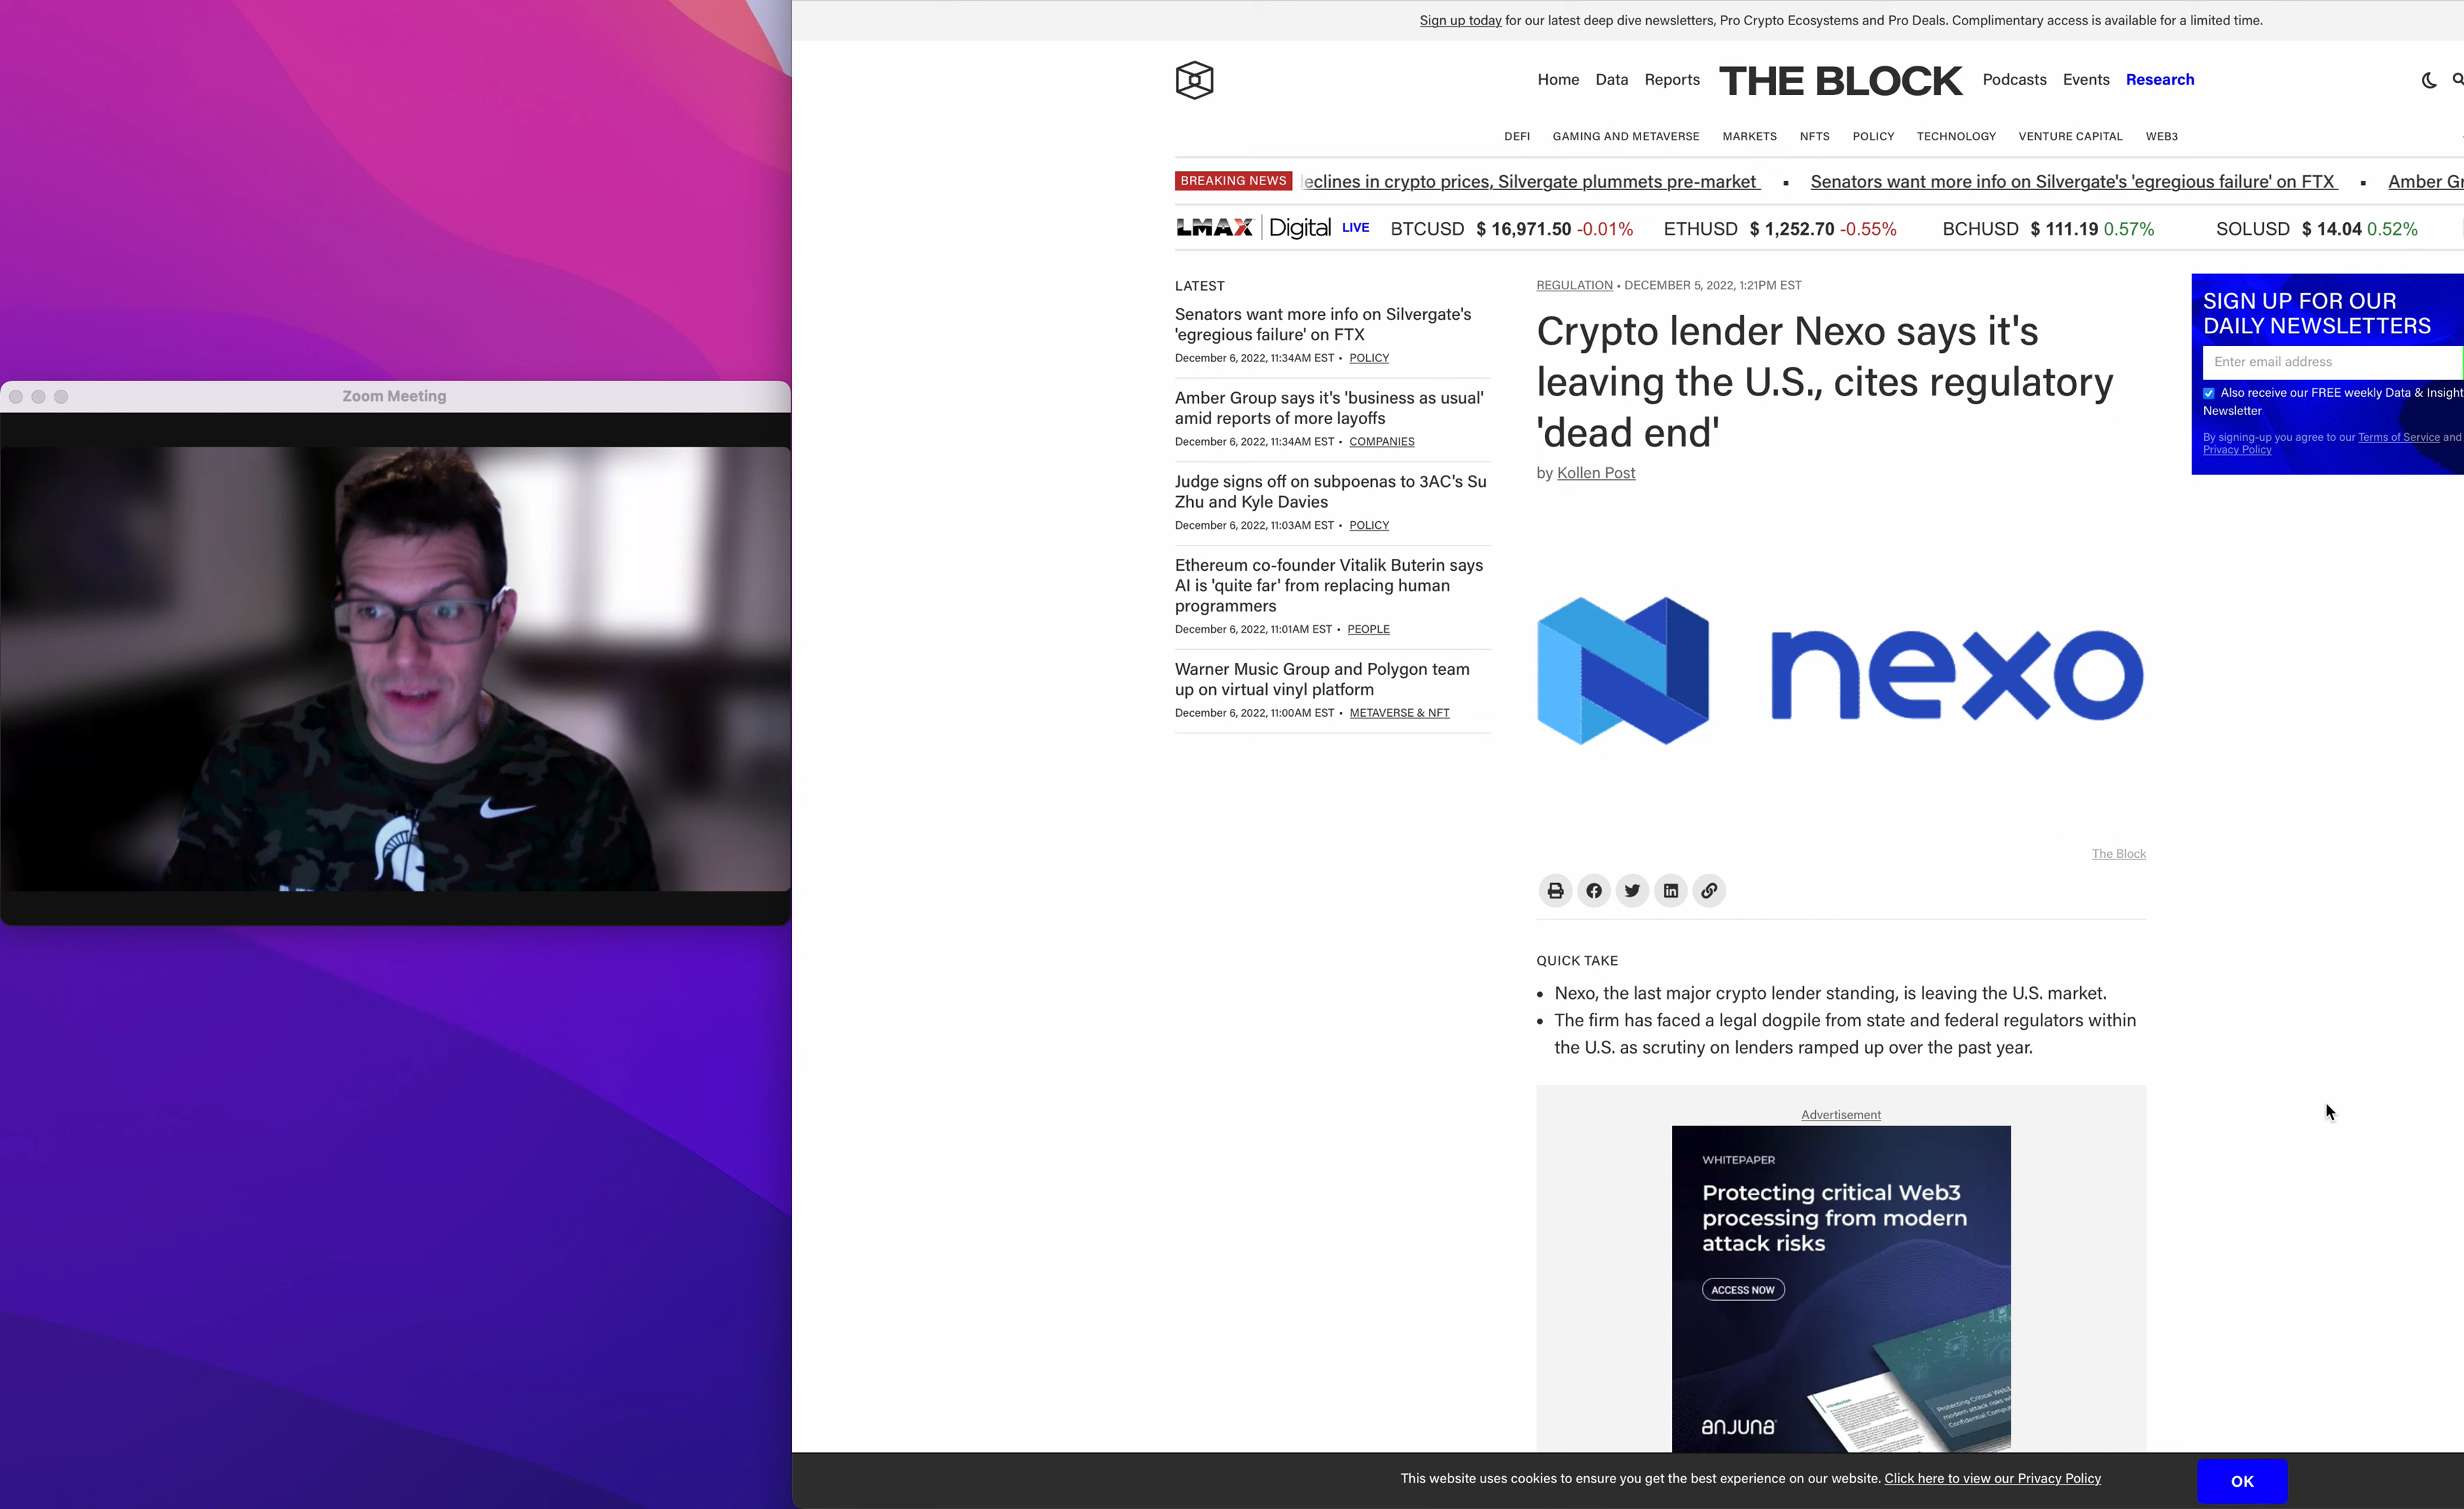 Zoom Meeting
Sign up today for our latest deep dive newsletters, Pro Crypto Ecosystems and Pro Deals. Complimentary access is available for a limited time.
Home Data Reports THE BLOCK Podcasts Events Research
DEFI GAMING AND METAVERSE MARKETS NFTS POLICY TECHNOLOGY VENTURE CAPITAL WEB3
BREAKING NEWS eclines in crypto prices, Silvergate plummets pre-market ▪ Senators want more info on Silvergate's 'egregious failure' on FTX ▪ Amber Gr
LMAX Digital LIVE BTCUSD $ 16,971.50 -0.01% ETHUSD $ 1,252.70 -0.55% BCHUSD $ 111.19 0.57% SOLUSD $ 14.04 0.52%
LATEST
Senators want more info on Silvergate's
'egregious failure' on FTX
December 6, 2022, 11:34AM EST • POLICY
Amber Group says it's 'business as usual'
amid reports of more layoffs
December 6, 2022, 11:34AM EST • COMPANIES
Judge signs off on subpoenas to 3AC's Su
Zhu and Kyle Davies
December 6, 2022, 11:03AM EST • POLICY
Ethereum co-founder Vitalik Buterin says
AI is 'quite far' from replacing human
programmers
December 6, 2022, 11:01AM EST • PEOPLE
Warner Music Group and Polygon team
up on virtual vinyl platform
December 6, 2022, 11:00AM EST • METAVERSE & NFT
REGULATION • DECEMBER 5, 2022, 1:21PM EST
Crypto lender Nexo says it's
leaving the U.S., cites regulatory
'dead end'
by Kollen Post
nexo
The Block
QUICK TAKE
• Nexo, the last major crypto lender standing, is leaving the U.S. market.
• The firm has faced a legal dogpile from state and federal regulators within
the U.S. as scrutiny on lenders ramped up over the past year.
Advertisement
WHITEPAPER
Protecting critical Web3
processing from modern
attack risks
ACCESS NOW
Protecting Critical Web3
modern attack risks wi
Confidential Compu
anjuna
SIGN UP FOR OUR
DAILY NEWSLETTERS
Enter email address
Also receive our FREE weekly Data & Insight
Newsletter
By signing-up you agree to our Terms of Service and
Privacy Policy
This website uses cookies to ensure you get the best experience on our website. Click here to view our Privacy Policy
OK